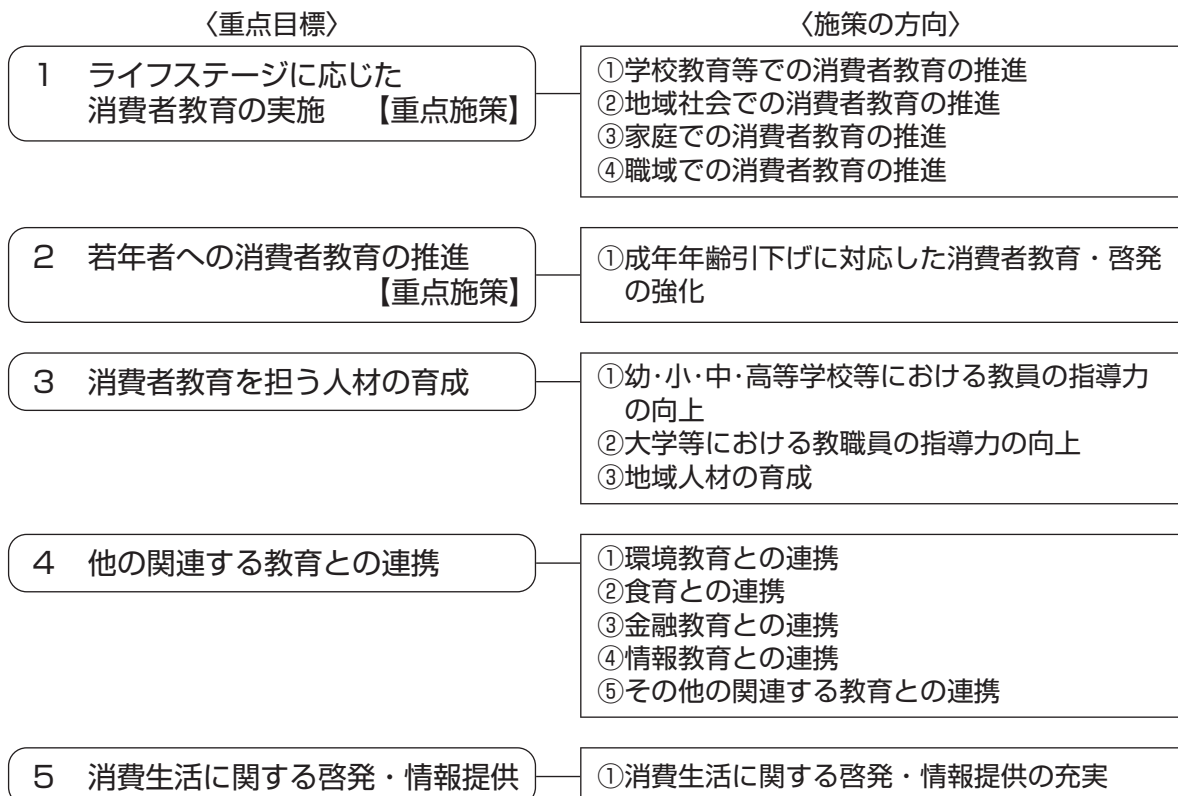 〈重点目標〉
〈施策の方向〉
1 ライフステージに応じた
消費者教育の実施 【重点施策】
①学校教育等での消費者教育の推進
②地域社会での消費者教育の推進
③家庭での消費者教育の推進
④職域での消費者教育の推進
2 若年者への消費者教育の推進
【重点施策】
①成年年齢引下げに対応した消費者教育・啓発
の強化
3 消費者教育を担う人材の育成
①幼・小・中・高等学校等における教員の指導力
の向上
②大学等における教職員の指導力の向上
③地域人材の育成
4 他の関連する教育との連携
①環境教育との連携
②食育との連携
③金融教育との連携
④情報教育との連携
⑤その他の関連する教育との連携
5 消費生活に関する啓発・情報提供
①消費生活に関する啓発・情報提供の充実